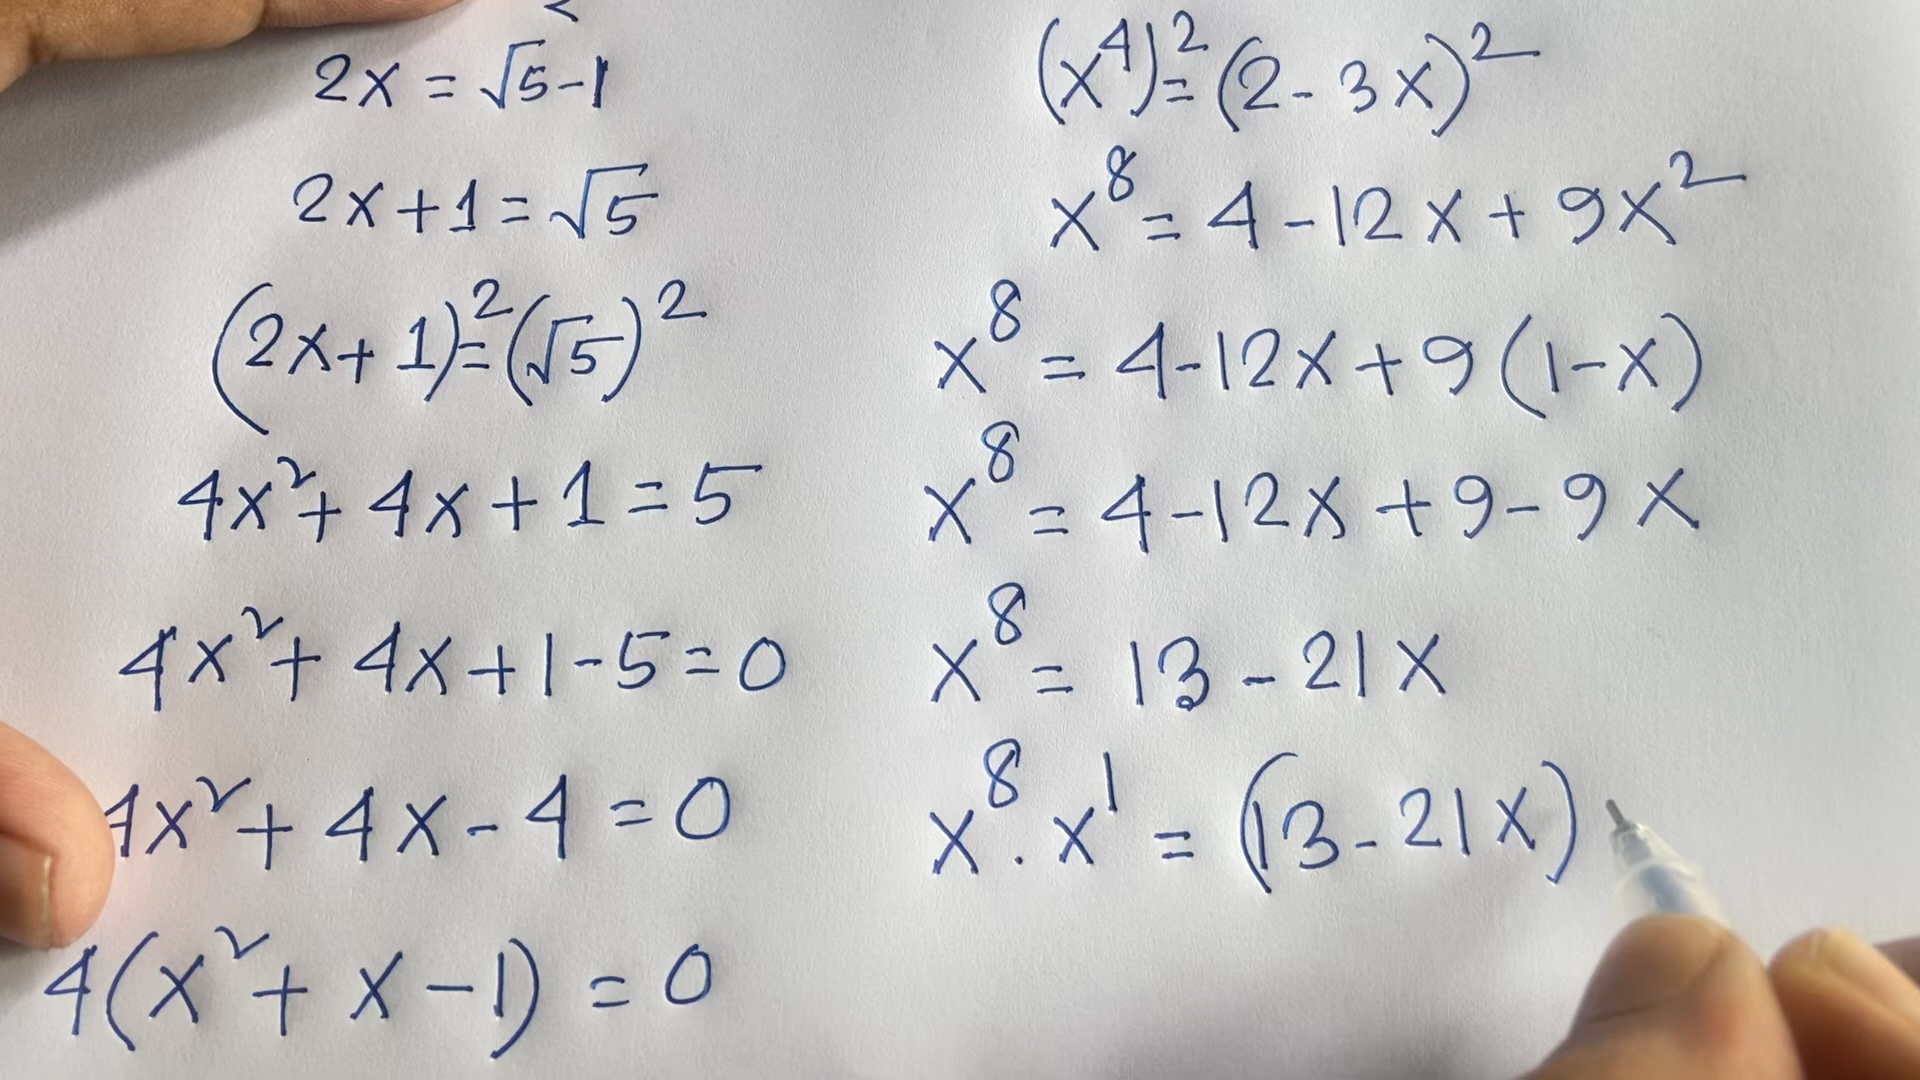 2x = √5-1
2x+1 = √5
(2x+1)² = (√5)²
4x²+4x+1=5
4x²+4x+1-5=0
4x²+4x-4=0
4(x²+x-1)=0
(x⁴)² = (2-3x)²
x⁸ = 4-12x+9x²
x⁸ = 4-12x+9(1-x)
x⁸ = 4-12x+9-9x
x⁸ = 13-21x
x⁸.x¹ = (13-21x)